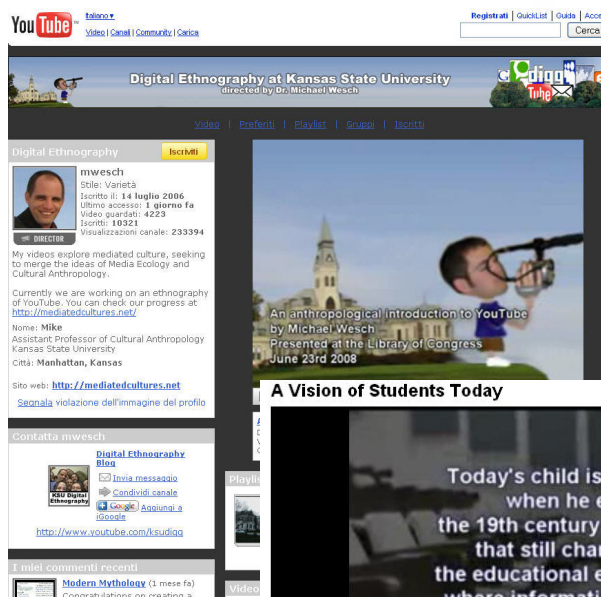 You Tube
Italiano ▾
Registrati | QuickList | Guida | Acce
Video | Canali | Community | Carica
Cerca
Digital Ethnography at Kansas State University
directed by Dr. Michael Wesch
digg
Tube
Video | Preferiti | Playlist | Gruppi | Iscritti
Digital Ethnography
Iscriviti
mwesch
Stile: Varietà
Iscritto il: 14 luglio 2006
Ultimo accesso: 1 giorno fa
Video guardati: 4223
Iscritti: 10321
Visualizzazioni canale: 233394
DIRECTOR
My videos explore mediated culture, seeking
to merge the ideas of Media Ecology and
Cultural Anthropology.
Currently we are working on an ethnography
of YouTube. You can check our progress at
http://mediatedcultures.net/
Nome: Mike
Assistant Professor of Cultural Anthropology
Kansas State University
Città: Manhattan, Kansas
Sito web: http://mediatedcultures.net
Segnala violazione dell'immagine del profilo
An anthropological introduction to YouTube
by Michael Wesch
Presented at the Library of Congress
June 23rd 2008
A Vision of Students Today
Today's child is
when he e
the 19th century
that still char
the educational e
where informati
Contatta mwesch
Digital Ethnography
Blog
Invia messaggio
Condividi canale
Google Aggiungi a
iGoogle
KSU Digital
Ethnography
http://www.youtube.com/ksudigg
Playlis
I miei commenti recenti
Modern Mythology (1 mese fa)
Congratulations on creating a
Video